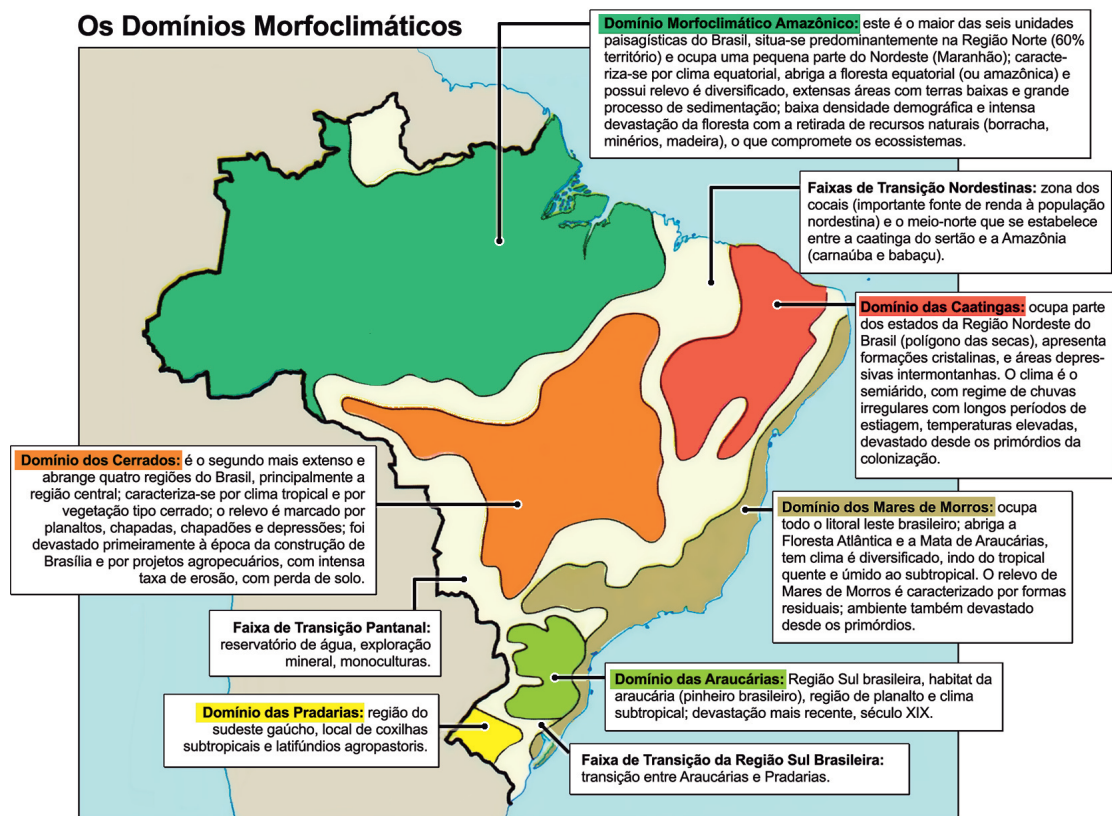 Os Domínios Morfoclimáticos
Domínio Morfoclimático Amazônico: este é o maior das seis unidades
paisagísticas do Brasil, situa-se predominantemente na Região Norte (60%
território) e ocupa uma pequena parte do Nordeste (Maranhão); caracte-
riza-se por clima equatorial, abriga a floresta equatorial (ou amazônica) e
possui relevo é diversificado, extensas áreas com terras baixas e grande
processo de sedimentação; baixa densidade demográfica e intensa
devastação da floresta com a retirada de recursos naturais (borracha,
minérios, madeira), o que compromete os ecossistemas.
Faixas de Transição Nordestinas: zona dos
cocais (importante fonte de renda à população
nordestina) e o meio-norte que se estabelece
entre a caatinga do sertão e a Amazônia
(carnaúba e babaçu).
Domínio das Caatingas: ocupa parte
dos estados da Região Nordeste do
Brasil (polígono das secas), apresenta
formações cristalinas, e áreas depres-
sivas intermontanhas. O clima é o
semiárido, com regime de chuvas
irregulares com longos períodos de
estiagem, temperaturas elevadas,
devastado desde os primórdios da
colonização.
Domínio dos Cerrados: é o segundo mais extenso e
abrange quatro regiões do Brasil, principalmente a
região central; caracteriza-se por clima tropical e por
vegetação tipo cerrado; o relevo é marcado por
planaltos, chapadas, chapadões e depressões; foi
devastado primeiramente à época da construção de
Brasília e por projetos agropecuários, com intensa
taxa de erosão, com perda de solo.
Domínio dos Mares de Morros: ocupa
todo o litoral leste brasileiro; abriga a
Floresta Atlântica e a Mata de Araucárias,
tem clima é diversificado, indo do tropical
quente e úmido ao subtropical. O relevo de
Mares de Morros é caracterizado por formas
residuais; ambiente também devastado
desde os primórdios.
Faixa de Transição Pantanal:
reservatório de água, exploração
mineral, monoculturas.
Domínio das Araucárias: Região Sul brasileira, habitat da
araucária (pinheiro brasileiro), região de planalto e clima
subtropical; devastação mais recente, século XIX.
Domínio das Pradarias: região do
sudeste gaúcho, local de coxilhas
subtropicais e latifúndios agropastoris.
Faixa de Transição da Região Sul Brasileira:
transição entre Araucárias e Pradarias.